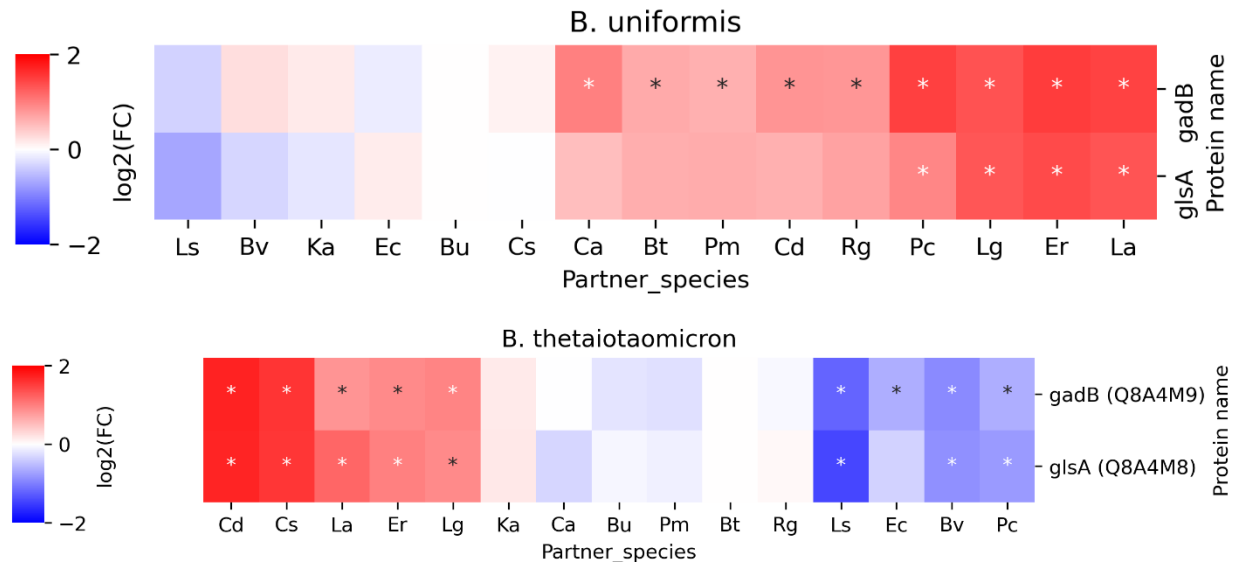 B. uniformis
2
0
−2
log2(FC)
* * * * * * * * *
* * * *
gadB
glsA
Protein name
Ls Bv Ka Ec Bu Cs Ca Bt Pm Cd Rg Pc Lg Er La
Partner_species
B. thetaiotaomicron
2
0
−2
log2(FC)
* * * * * * * * *
* * * * * * * *
gadB (Q8A4M9)
glsA (Q8A4M8)
Protein name
Cd Cs La Er Lg Ka Ca Bu Pm Bt Rg Ls Ec Bv Pc
Partner_species